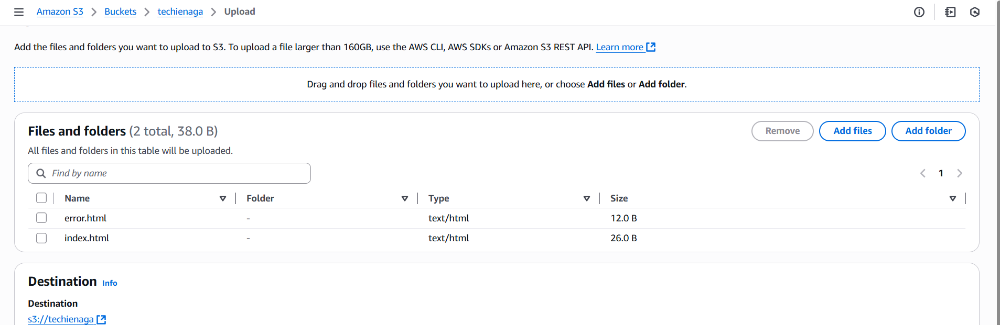 Amazon S3 > Buckets > techienaga > Upload
Add the files and folders you want to upload to S3. To upload a file larger than 160GB, use the AWS CLI, AWS SDKs or Amazon S3 REST API. Learn more
Drag and drop files and folders you want to upload here, or choose Add files or Add folder.
Files and folders (2 total, 38.0 B)
Remove Add files Add folder
All files and folders in this table will be uploaded.
Find by name
1
Name Folder Type Size
error.html - text/html 12.0 B
index.html - text/html 26.0 B
Destination Info
Destination
s3://techienaga